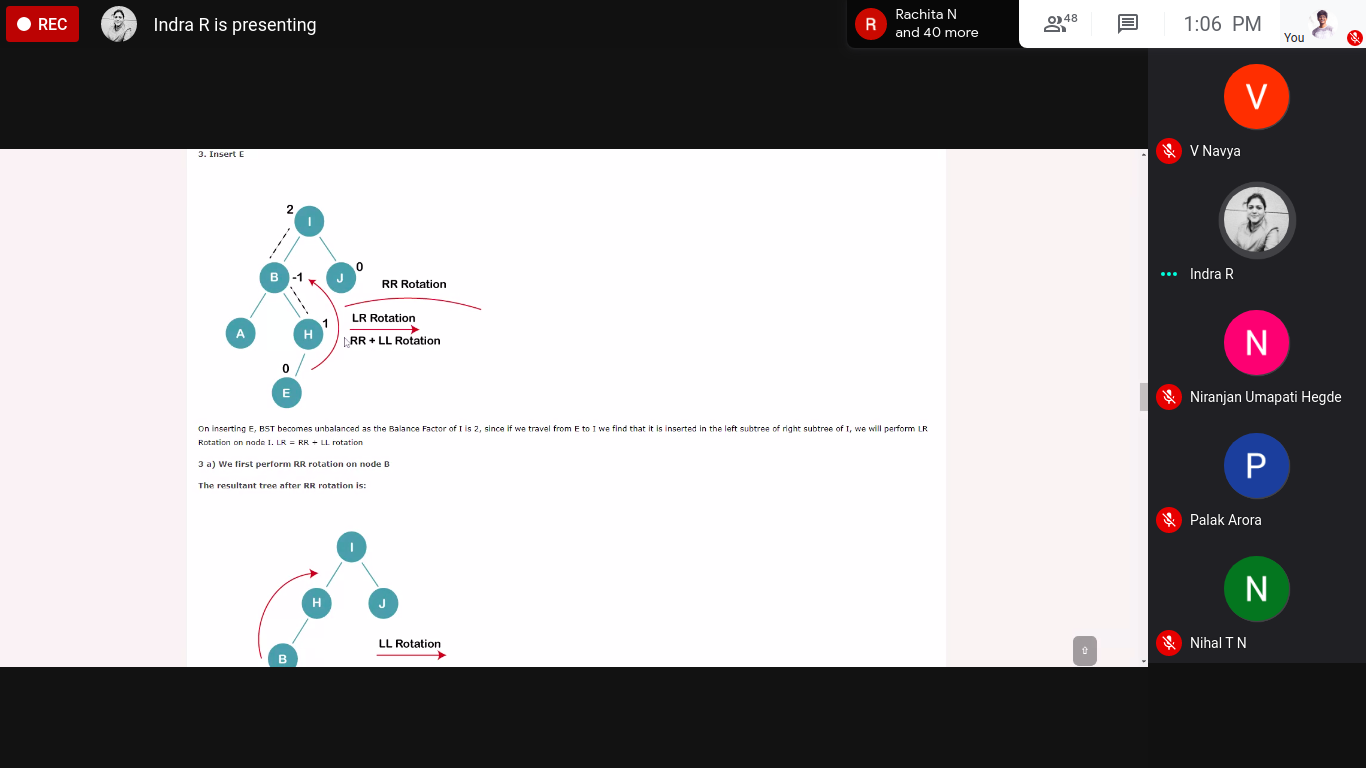 REC
Indra R is presenting
R
Rachita N
and 40 more
48
1:06 PM
You
3. Insert E
2
I
B
-1
J
0
RR Rotation
A
H
1
LR Rotation
RR + LL Rotation
0
E
On inserting E, BST becomes unbalanced as the Balance Factor of I is 2, since if we travel from E to I we find that it is inserted in the left subtree of right subtree of I, we will perform LR
Rotation on node I. LR = RR + LL rotation
3 a) We first perform RR rotation on node B
The resultant tree after RR rotation is:
I
H
J
LL Rotation
B
V
V Navya
Indra R
N
Niranjan Umapati Hegde
P
Palak Arora
N
Nihal T N